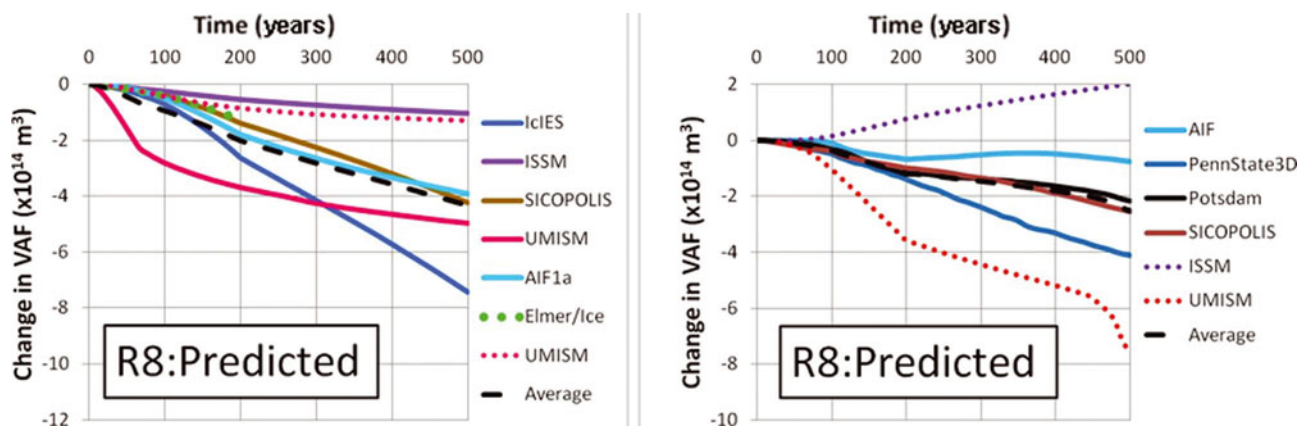 Time (years)
0 100 200 300 400 500
Change in VAF (x10¹⁴ m³)
0
-2
-4
-6
-8
-10
-12
IcIES
ISSM
SICOPOLIS
UMISM
AIF1a
Elmer/Ice
UMISM
Average
R8:Predicted
Time (years)
0 100 200 300 400 500
Change in VAF (x10¹⁴ m³)
2
0
-2
-4
-6
-8
-10
AIF
PennState3D
Potsdam
SICOPOLIS
ISSM
UMISM
Average
R8:Predicted